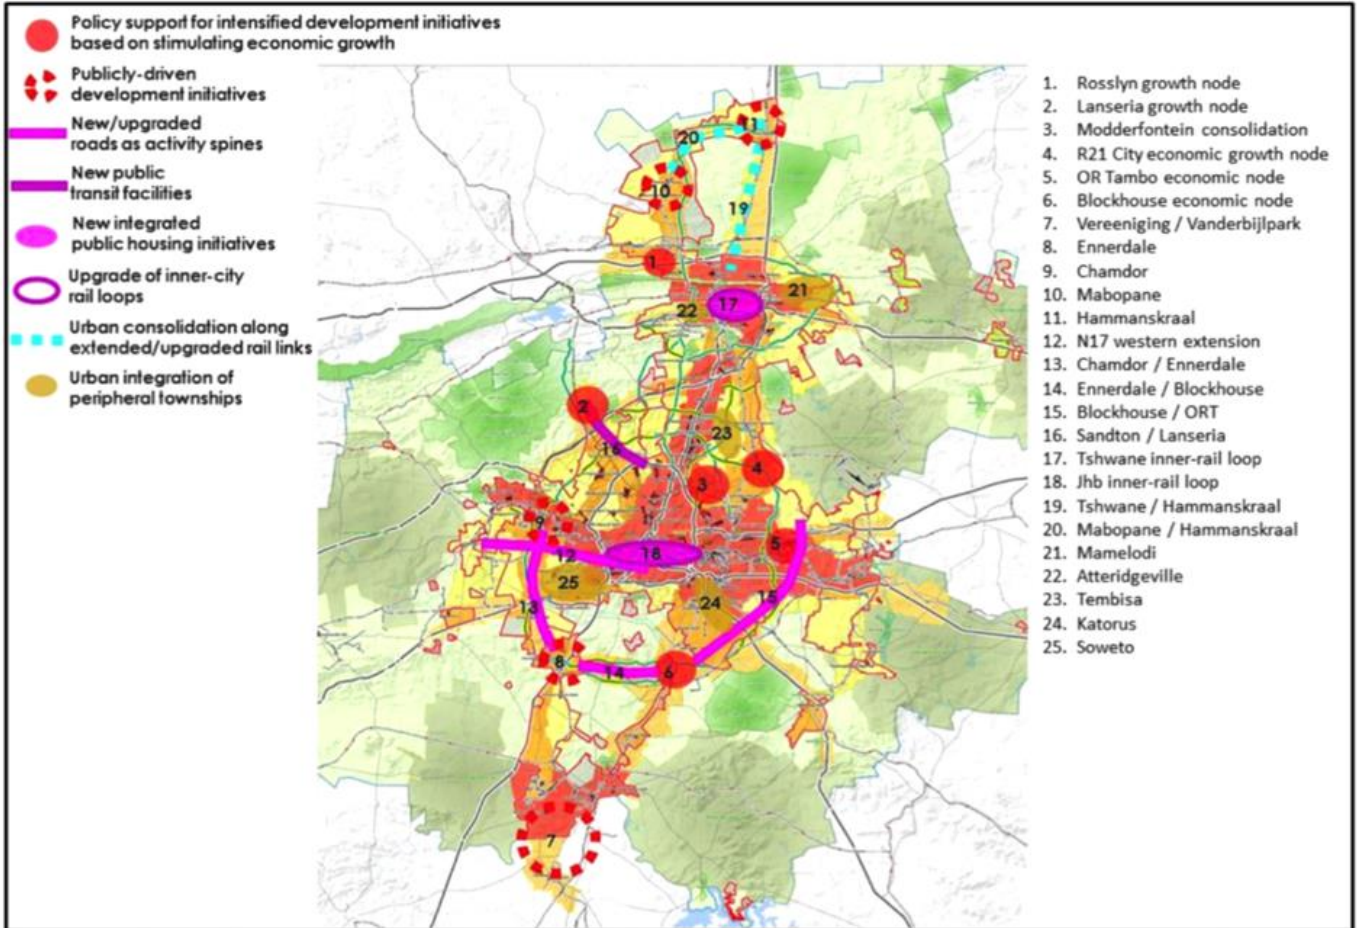 Policy support for intensified development initiatives
based on stimulating economic growth
Publicly-driven
development initiatives
New/upgraded
roads as activity spines
New public
transit facilities
New integrated
public housing initiatives
Upgrade of inner-city
rail loops
Urban consolidation along
extended/upgraded rail links
Urban integration of
peripheral townships
11
20
10
19
1
21
17
22
2
23
16
4
3
9
5
12
18
25
24
15
13
8
14
6
7
1. Rosslyn growth node
2. Lanseria growth node
3. Modderfontein consolidation
4. R21 City economic growth node
5. OR Tambo economic node
6. Blockhouse economic node
7. Vereeniging / Vanderbijlpark
8. Ennerdale
9. Chamdor
10. Mabopane
11. Hammanskraal
12. N17 western extension
13. Chamdor / Ennerdale
14. Ennerdale / Blockhouse
15. Blockhouse / ORT
16. Sandton / Lanseria
17. Tshwane inner-rail loop
18. Jhb inner-rail loop
19. Tshwane / Hammanskraal
20. Mabopane / Hammanskraal
21. Mamelodi
22. Atteridgeville
23. Tembisa
24. Katorus
25. Soweto